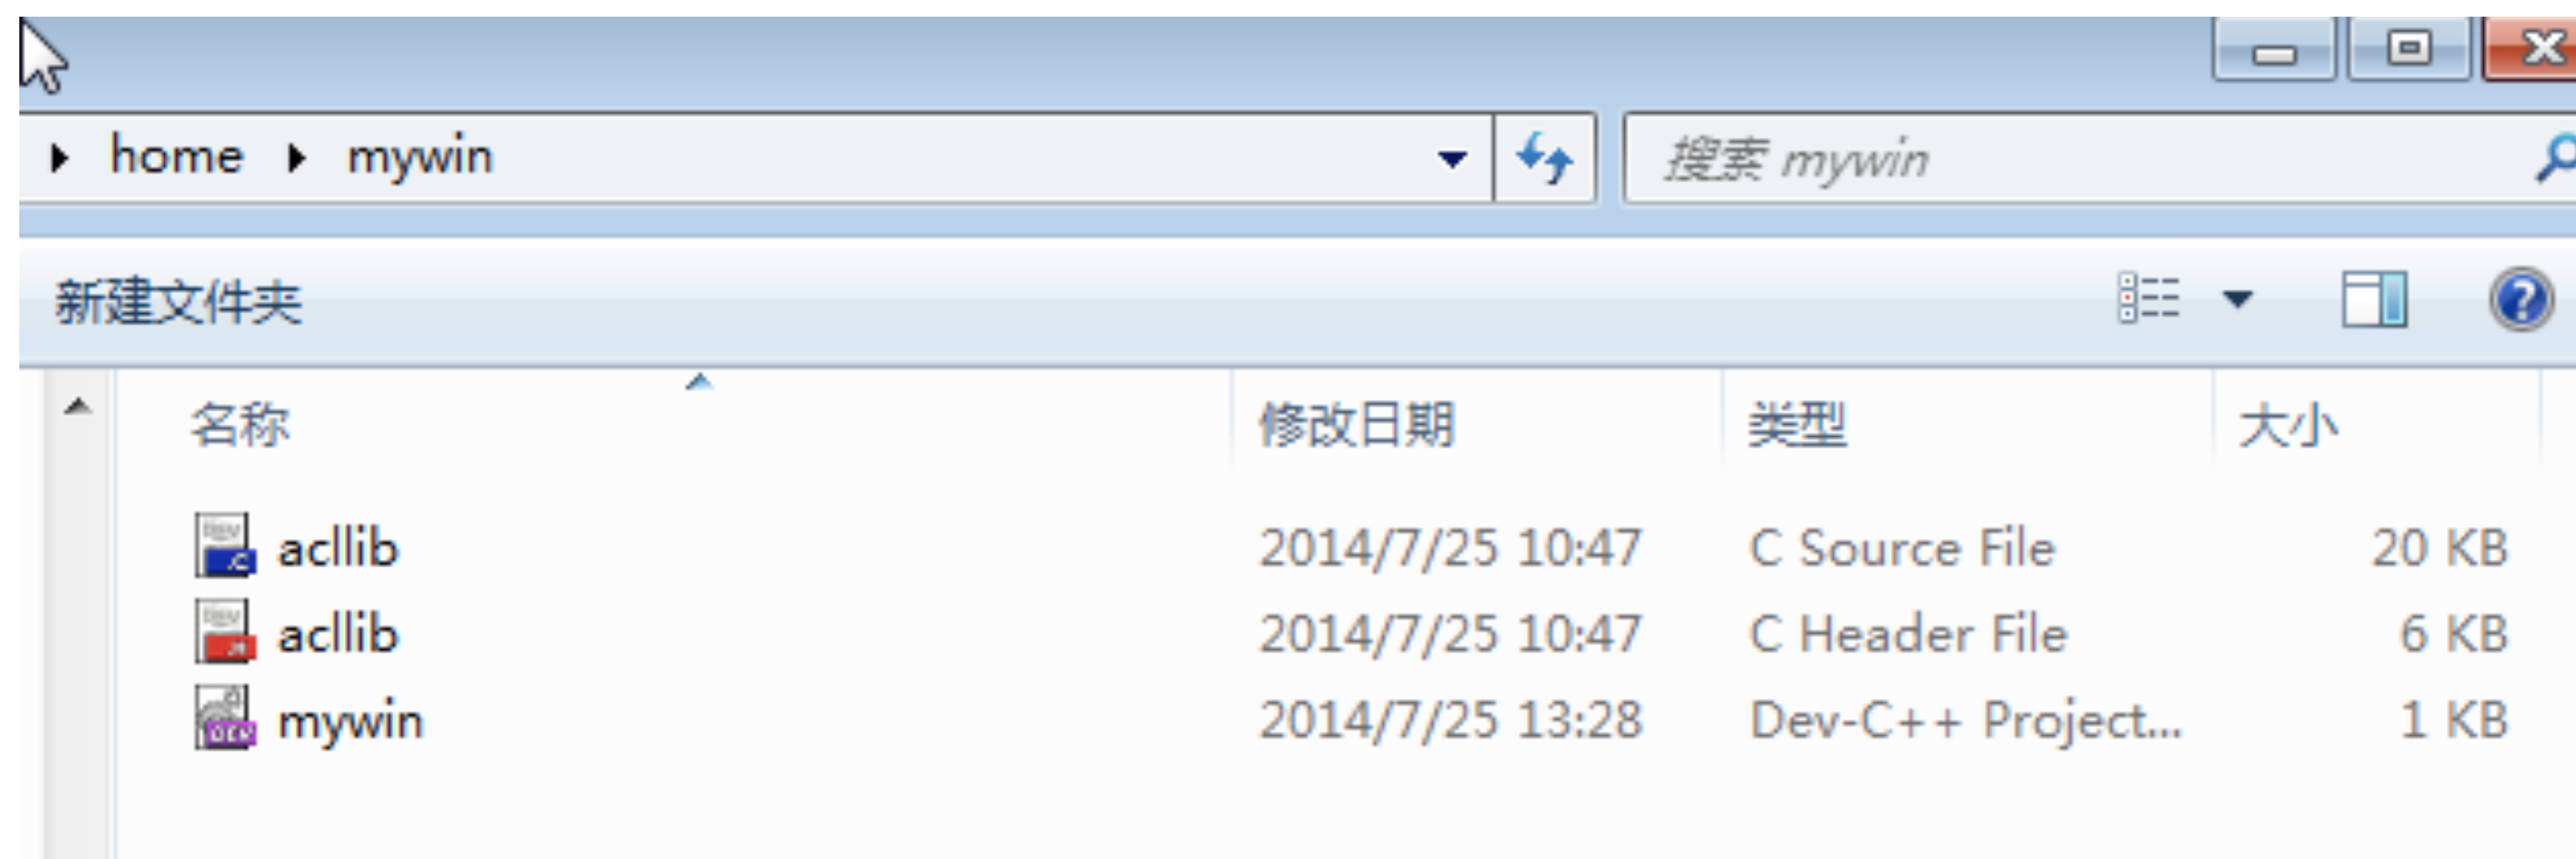 home mywin 搜索 mywin
新建文件夹
名称 修改日期 类型 大小
acllib 2014/7/25 10:47 C Source File 20 KB
acllib 2014/7/25 10:47 C Header File 6 KB
mywin 2014/7/25 13:28 Dev-C++ Project... 1 KB